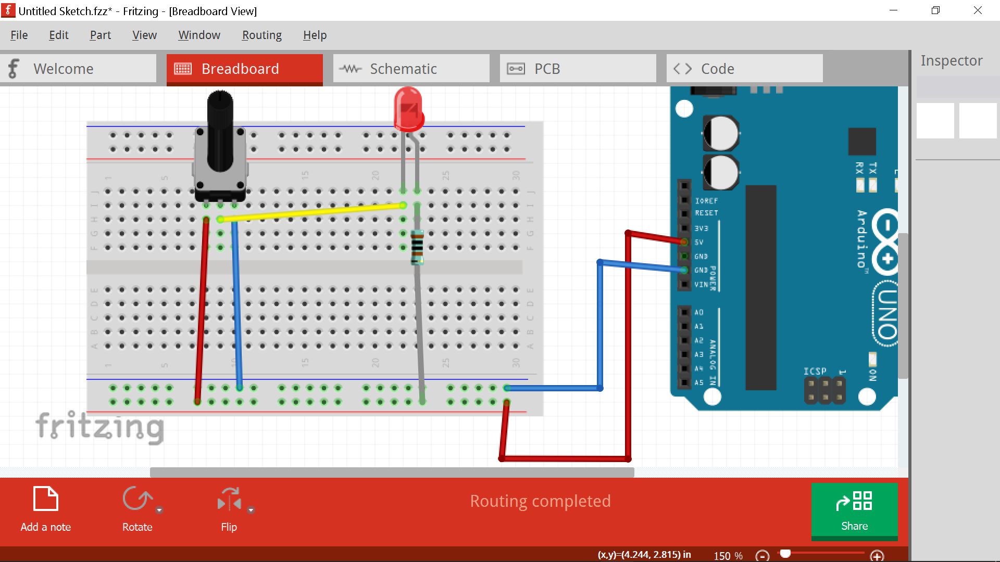 Untitled Sketch.fzz* - Fritzing - [Breadboard View]
File Edit Part View Window Routing Help
Welcome Breadboard Schematic PCB Code
Inspector
1 5 15 20 25 30
J J
I I
H H
G G
F F
E E
D D
C C
B B
A A
1 5 10 15 20 25 30
IOREF
RESET
3V3
5V
GND
GND
VIN
POWER
A0
A1
A2
A3
A4
A5
ANALOG IN
RX TX L
Arduino™
UNO
ICSP 1
ON
fritzing
Add a note
Rotate
Flip
Routing completed
Share
(x,y)=(4.244, 2.815) in 150 %